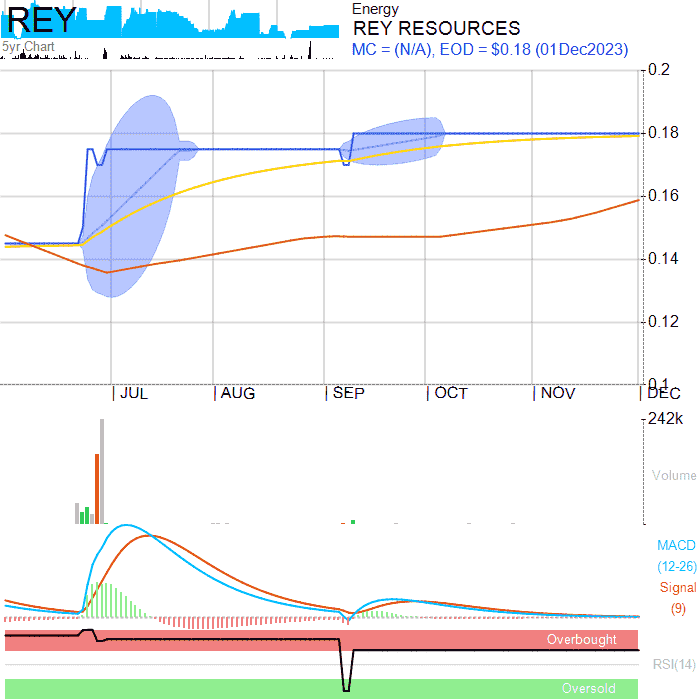 REY
5yr Chart
Energy
REY RESOURCES
MC = (N/A), EOD = $0.18 (01Dec2023)
0.2
0.18
0.16
0.14
0.12
0.1
JUL
AUG
SEP
OCT
NOV
DEC
242k
Volume
MACD
(12-26)
Signal
(9)
Overbought
RSI(14)
Oversold